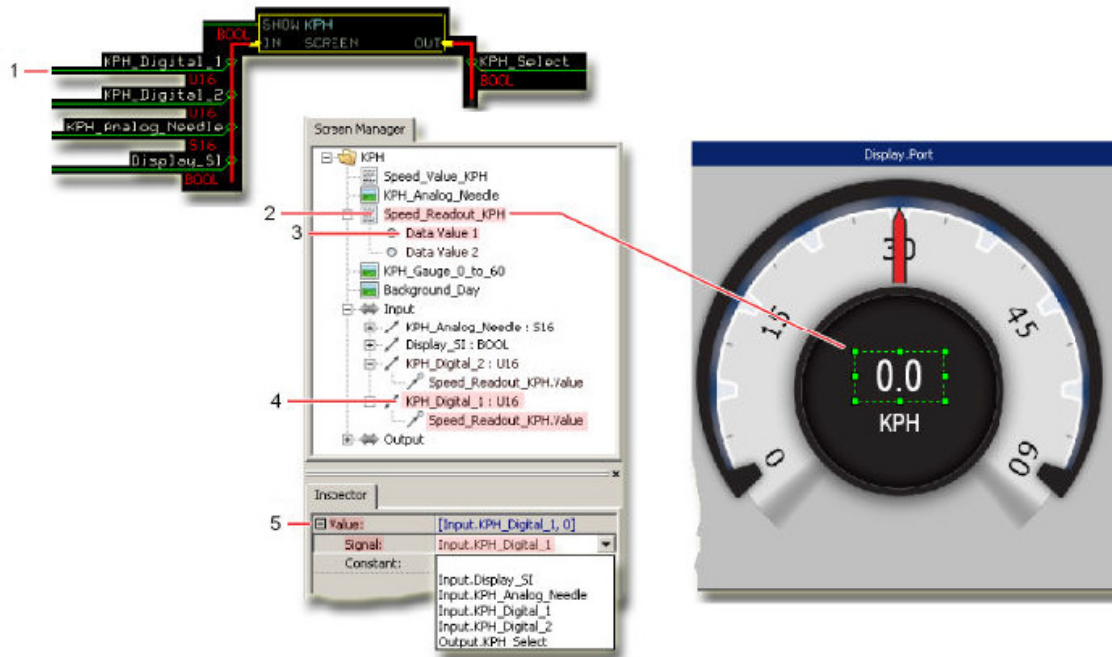 SHOW KPH
BOOL
IN SCREEN OUT
1
KPH_Digital_1
U16
KPH_Digital_2
U16
KPH_Analog_Needle
S16
Display_SI
BOOL
KPH_Select
BOOL
Screen Manager
KPH
Speed_Value_KPH
KPH_Analog_Needle
2
Speed_Readout_KPH
3
Data Value 1
Data Value 2
KPH_Gauge_0_to_60
Background_Day
Input
KPH_Analog_Needle : S16
Display_SI : BOOL
KPH_Digital_2 : U16
Speed_Readout_KPH.Value
4
KPH_Digital_1 : U16
Speed_Readout_KPH.Value
Output
Inspector
5
Value: [Input.KPH_Digital_1, 0]
Signal: Input.KPH_Digital_1
Constant:
Input.Display_SI
Input.KPH_Analog_Needle
Input.KPH_Digital_1
Input.KPH_Digital_2
Output.KPH_Select
Display.Port
30
15
45
0.0
KPH
0
60